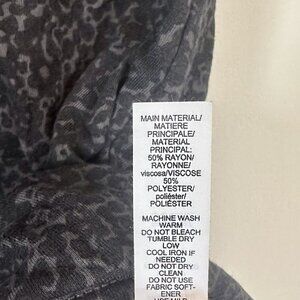 MAIN MATERIAL/
MATIERE
PRINCIPALE/
MATERIAL
PRINCIPAL:
50% RAYON/
RAYONNE/
viscosa/VISCOSE
50%
POLYESTER/
poliéster/
POLIÉSTER
MACHINE WASH
WARM
DO NOT BLEACH
TUMBLE DRY
LOW
COOL IRON IF
NEEDED
DO NOT DRY
CLEAN
DO NOT USE
FABRIC SOFT-
ENER